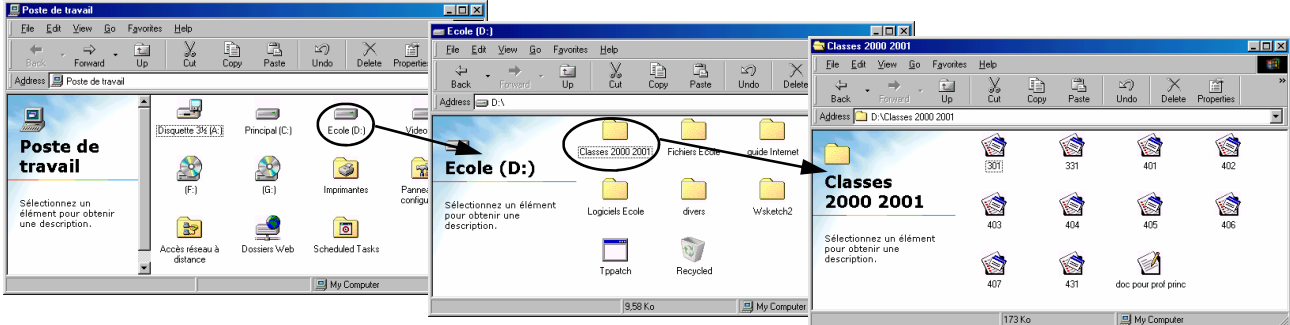 Poste de travail
File Edit View Go Favorites Help
Back Forward Up Cut Copy Paste Undo Delete
Address Poste de travail
Poste de
travail
Sélectionnez un
élément pour obtenir
une description.
Disquette 3½ (A:) Principal (C:) Ecole (D:) Video
(F:) (G:) Imprimantes
Accès réseau à
distance
Dossiers Web Scheduled Tasks
My Computer
Ecole (D:)
File Edit View Go Favorites Help
Back Forward Up Cut Copy Paste Undo Delete
Address D:\
Ecole (D:)
Sélectionnez un élément
pour obtenir une
description.
Classes 2000 2001 Fichiers Ecole guide Internet
Logiciels Ecole divers Wsketch2
Tppatch Recycled
9,58 Ko My Computer
Classes 2000 2001
File Edit View Go Favorites Help
Back Forward Up Cut Copy Paste Undo Delete Properties »
Address D:\Classes 2000 2001
Classes
2000 2001
Sélectionnez un élément
pour obtenir une
description.
301 331 401 402
403 404 405 406
407 431 doc pour prof princ
173 Ko My Computer